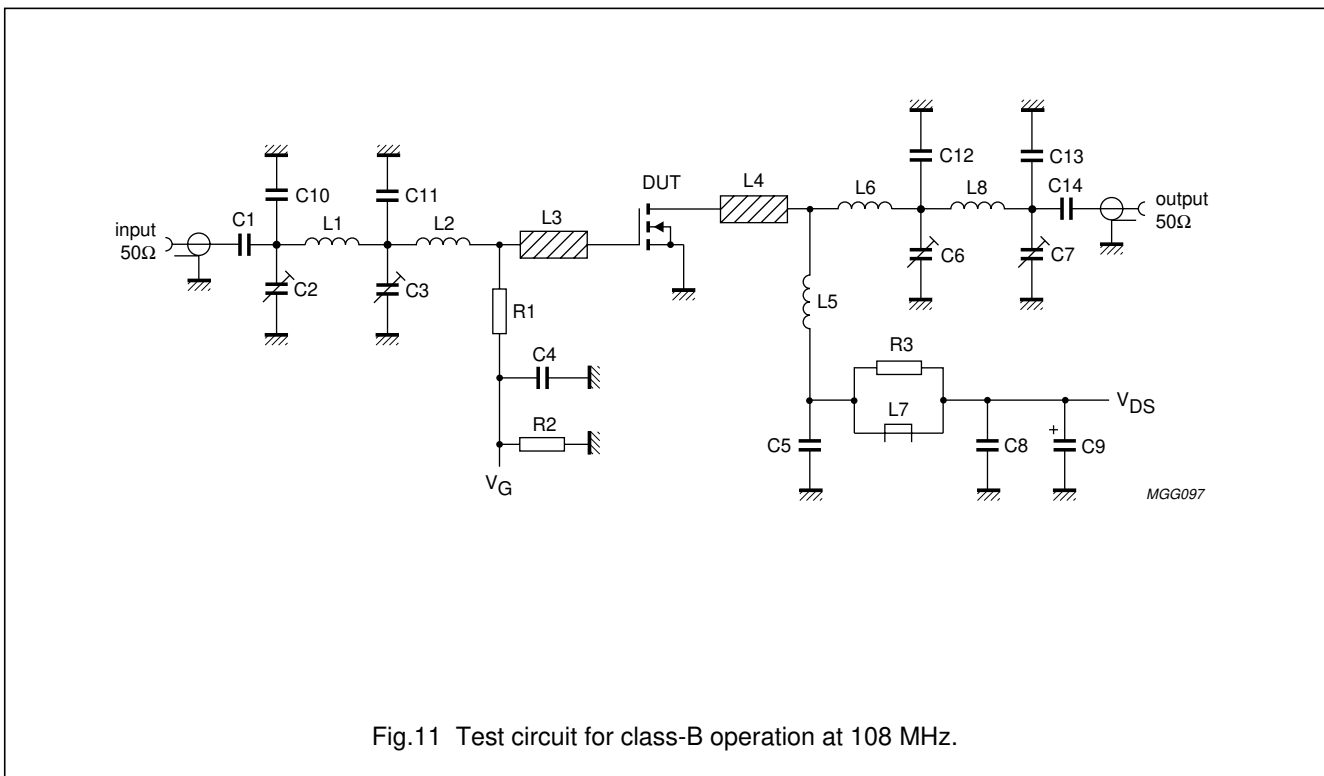 C12
C13
L4
L6
L8
C14
output
50Ω
DUT
C10
C11
input
50Ω
C1
L1
L2
L3
C6
C7
C2
C3
L5
R1
R3
C4
L7
VDS
R2
C5
+
C8
C9
VG
MGG097
Fig.11 Test circuit for class-B operation at 108 MHz.